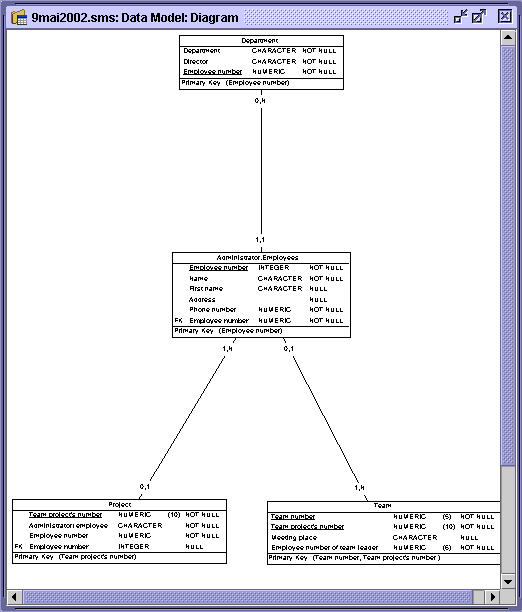 9mai2002.sms: Data Model: Diagram
Department
Department CHARACTER NOT NULL
Director CHARACTER NOT NULL
Employee number NUMERIC NOT NULL
Primary Key (Employee number)
0,N
1,1
Administrator.Employees
Employee number INTEGER NOT NULL
Name CHARACTER NOT NULL
First name CHARACTER NULL
Address NULL
Phone number NUMERIC NOT NULL
FK Employee number NUMERIC NOT NULL
Primary Key (Employee number)
1,N 0,1
0,1 1,N
Project
Team project's number NUMERIC (10) NOT NULL
Administratorl employee CHARACTER NOT NULL
Employee number NUMERIC NOT NULL
FK Employee number INTEGER NULL
Primary Key (Team project's number)
Team
Team number NUMERIC (6) NOT NULL
Team project's number NUMERIC (10) NOT NULL
Meeting place CHARACTER NULL
Employee number of team leader NUMERIC (6) NOT NULL
Primary Key (Team number, Team project's number)